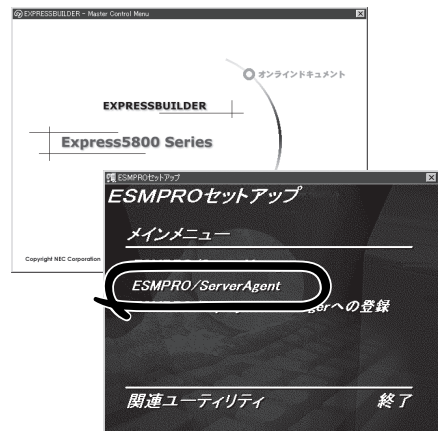 EXPRESSBUILDER - Master Control Menu
オンラインドキュメント
EXPRESSBUILDER
Express5800 Series
Copyright NEC Corporation
ESMPROセットアップ
ESMPROセットアップ
メインメニュー
ESMPRO/ServerAgent
erへの登録
関連ユーティリティ
終了